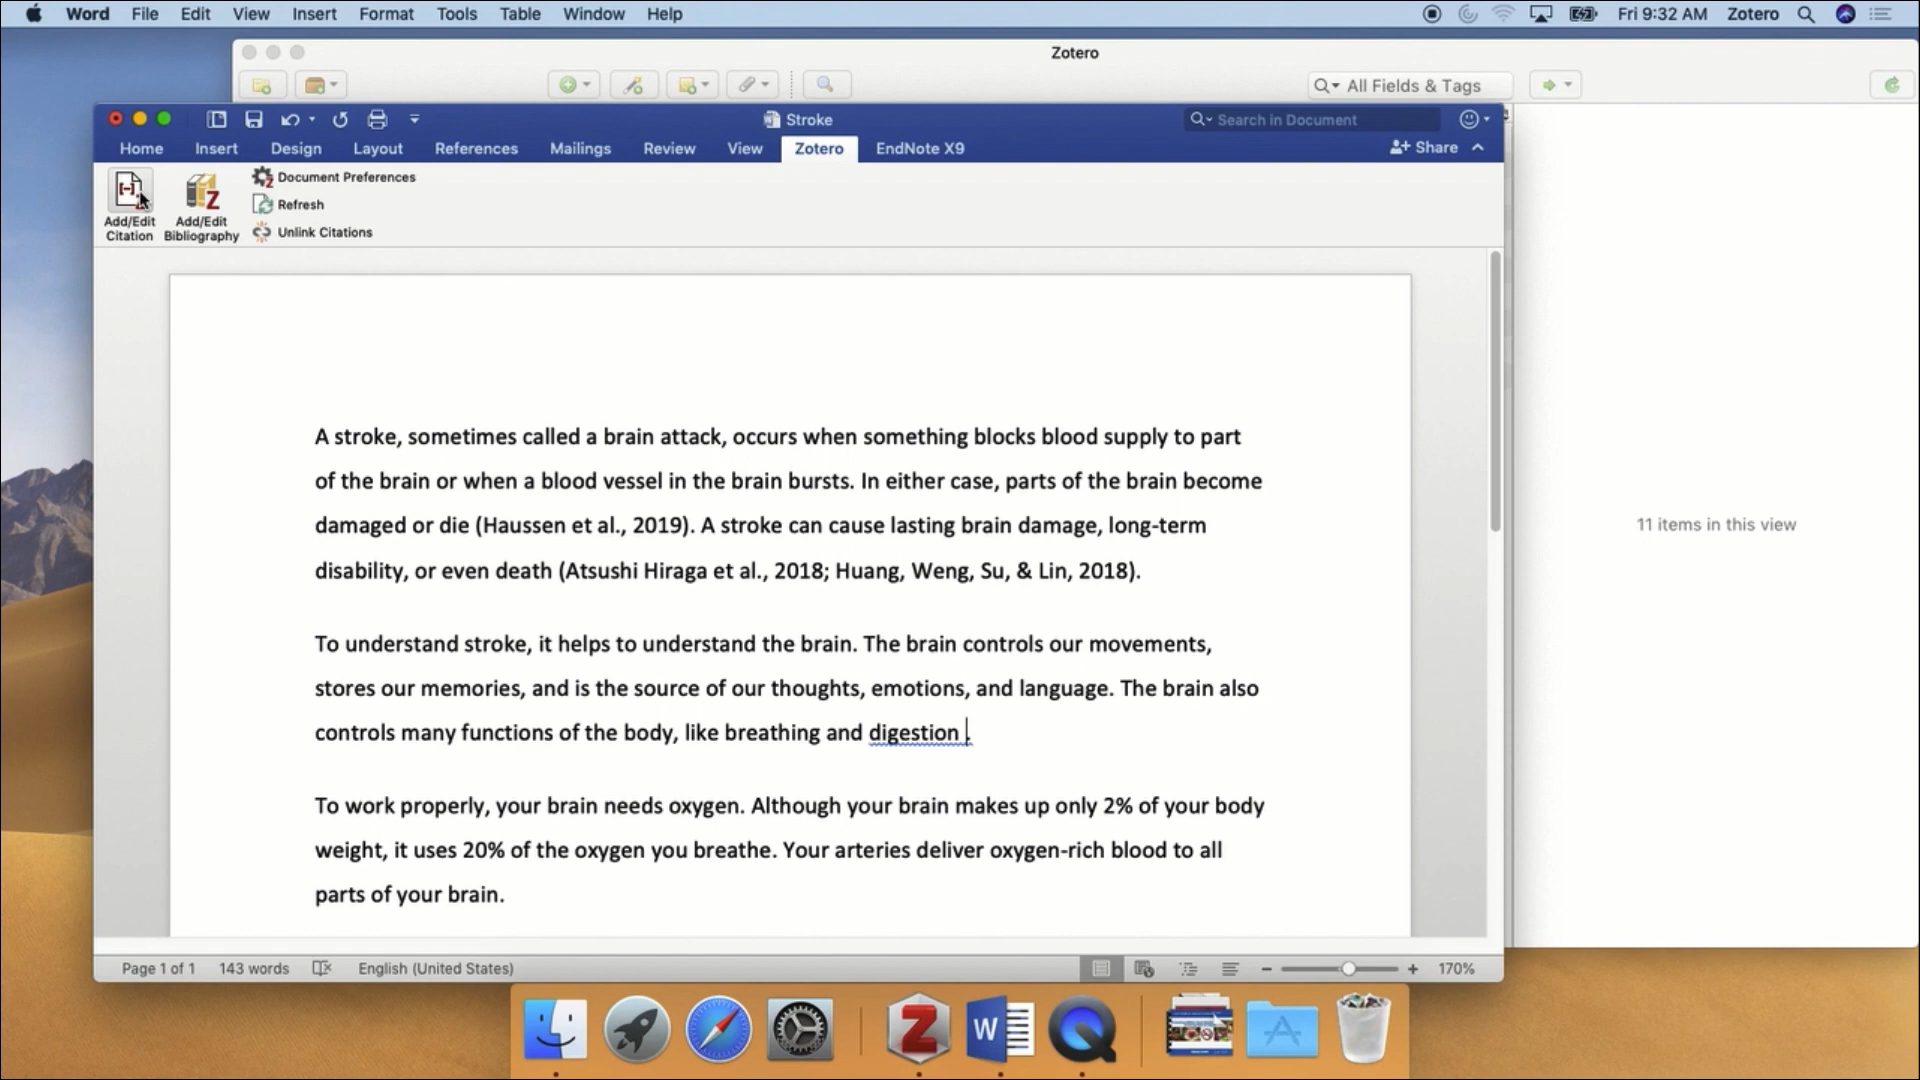 Word File Edit View Insert Format Tools Table Window Help Fri 9:32 AM Zotero
Zotero
All Fields & Tags
Stroke
Search in Document
Home Insert Design Layout References Mailings Review View Zotero EndNote X9 Share
Document Preferences
Refresh
Add/Edit Citation
Add/Edit Bibliography
Unlink Citations
A stroke, sometimes called a brain attack, occurs when something blocks blood supply to part
of the brain or when a blood vessel in the brain bursts. In either case, parts of the brain become
damaged or die (Haussen et al., 2019). A stroke can cause lasting brain damage, long-term
disability, or even death (Atsushi Hiraga et al., 2018; Huang, Weng, Su, & Lin, 2018).
To understand stroke, it helps to understand the brain. The brain controls our movements,
stores our memories, and is the source of our thoughts, emotions, and language. The brain also
controls many functions of the body, like breathing and digestion .
To work properly, your brain needs oxygen. Although your brain makes up only 2% of your body
weight, it uses 20% of the oxygen you breathe. Your arteries deliver oxygen-rich blood to all
parts of your brain.
11 items in this view
Page 1 of 1 143 words English (United States) 170%